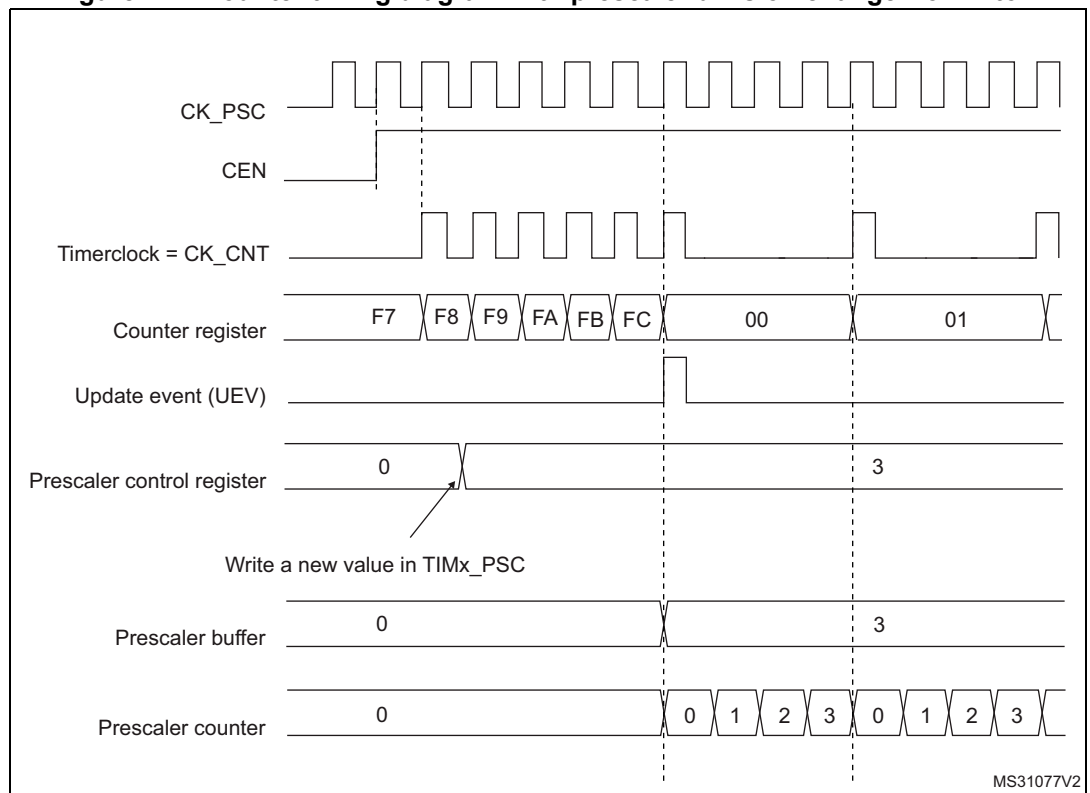 CK_PSC
CEN
Timerclock = CK_CNT
Counter register F7 F8 F9 FA FB FC 00 01
Update event (UEV)
Prescaler control register 0 3
Write a new value in TIMx_PSC
Prescaler buffer 0 3
Prescaler counter 0 0 1 2 3 0 1 2 3
MS31077V2